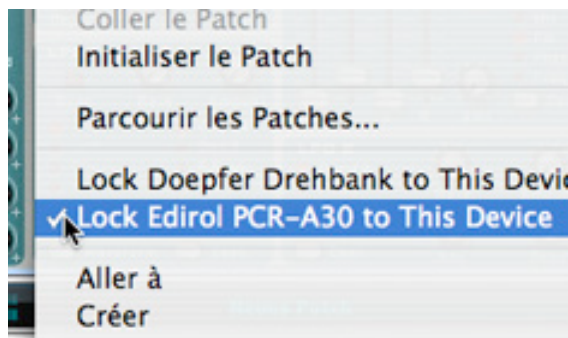 Coller le Patch
Initialiser le Patch
Parcourir les Patches...
Lock Doepfer Drehbank to This
Lock Edirol PCR-A30 to This Device
Aller à
Créer